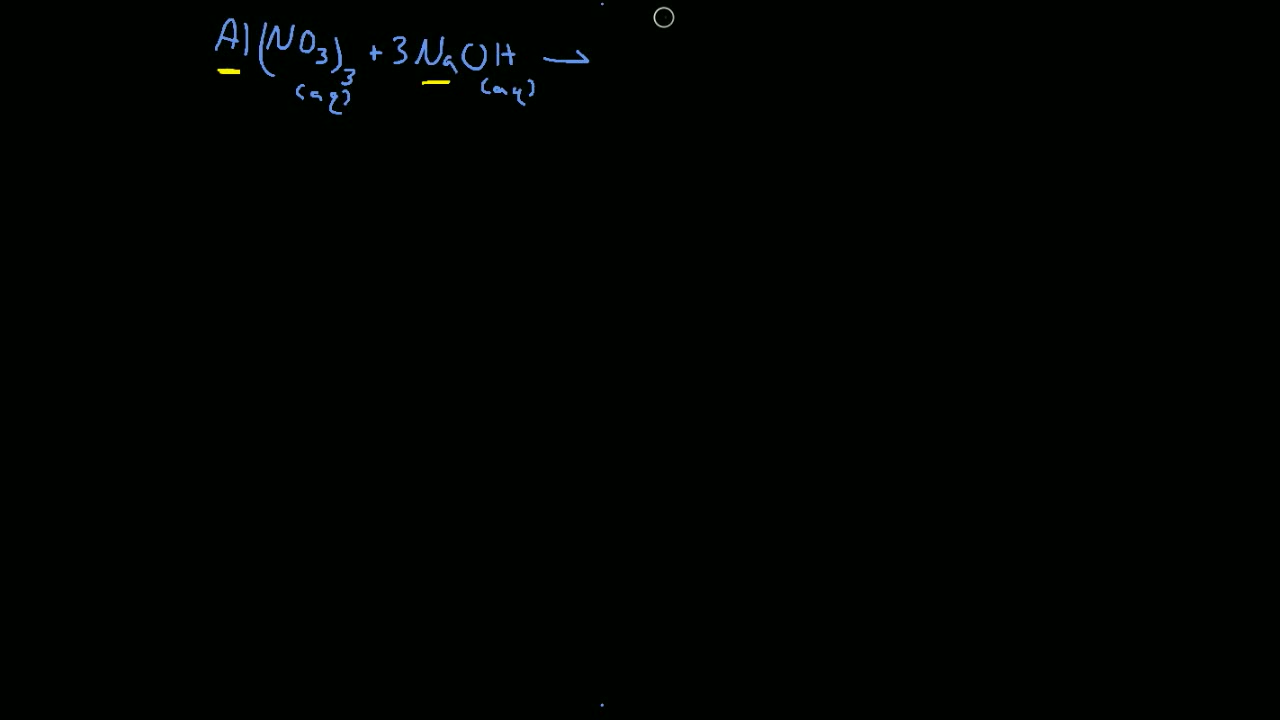 Al(NO₃)₃ + 3NaOH →
(aq) (aq)